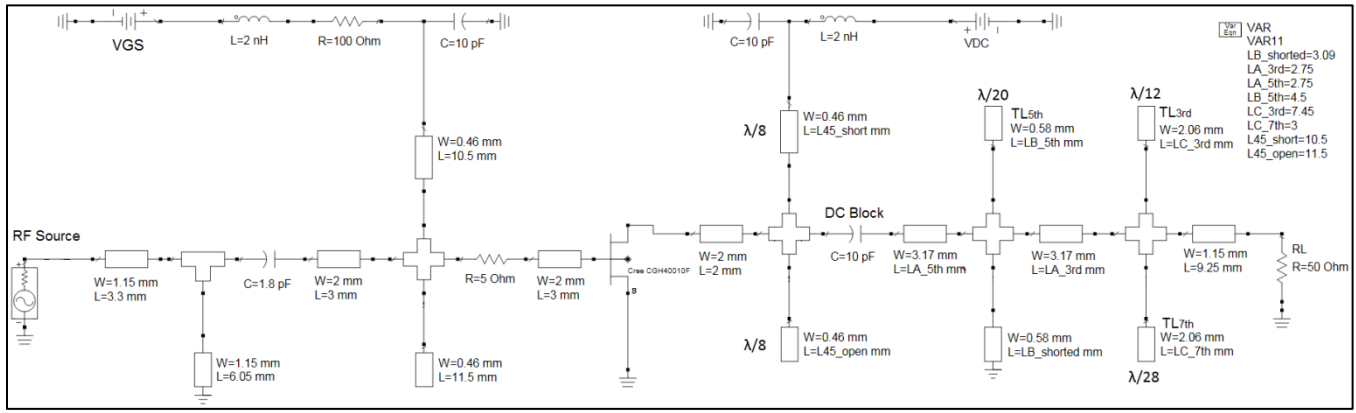 VGS
L=2 nH
R=100 Ohm
C=10 pF
C=10 pF
L=2 nH
VDC
Var
Eqn
VAR
VAR11
LB_shorted=3.09
LA_3rd=2.75
LA_5th=2.75
LB_5th=4.5
LC_3rd=7.45
LC_7th=3
L45_short=10.5
L45_open=11.5
W=0.46 mm
L=10.5 mm
λ/8
W=0.46 mm
L=L45_short mm
λ/20
TL5th
W=0.58 mm
L=LB_5th mm
λ/12
TL3rd
W=2.06 mm
L=LC_3rd mm
RF Source
W=1.15 mm
L=3.3 mm
C=1.8 pF
W=2 mm
L=3 mm
R=5 Ohm
W=2 mm
L=3 mm
Cree CGH40010F
W=2 mm
L=2 mm
DC Block
C=10 pF
W=3.17 mm
L=LA_5th mm
W=3.17 mm
L=LA_3rd mm
W=1.15 mm
L=9.25 mm
RL
R=50 Ohm
W=1.15 mm
L=6.05 mm
W=0.46 mm
L=11.5 mm
λ/8
W=0.46 mm
L=L45_open mm
W=0.58 mm
L=LB_shorted mm
TL7th
W=2.06 mm
L=LC_7th mm
λ/28